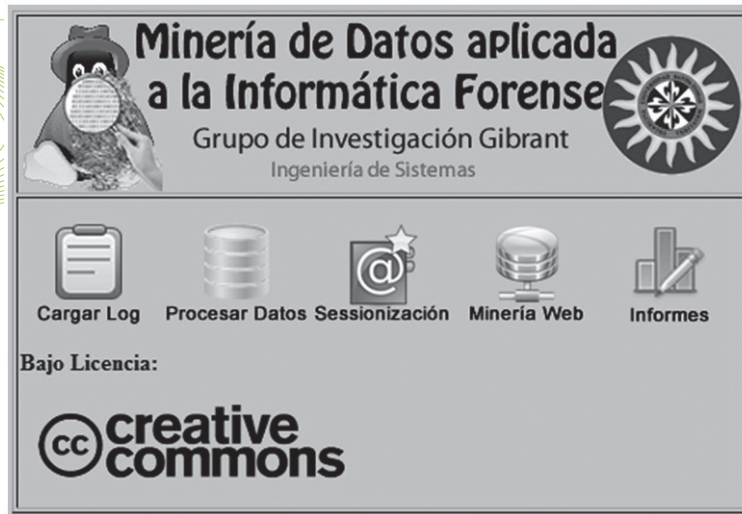 Minería de Datos aplicada
a la Informática Forense
Grupo de Investigación Gibrant
Ingeniería de Sistemas
Cargar Log
Procesar Datos
Sessionización
Minería Web
Informes
Bajo Licencia:
cc creative
commons